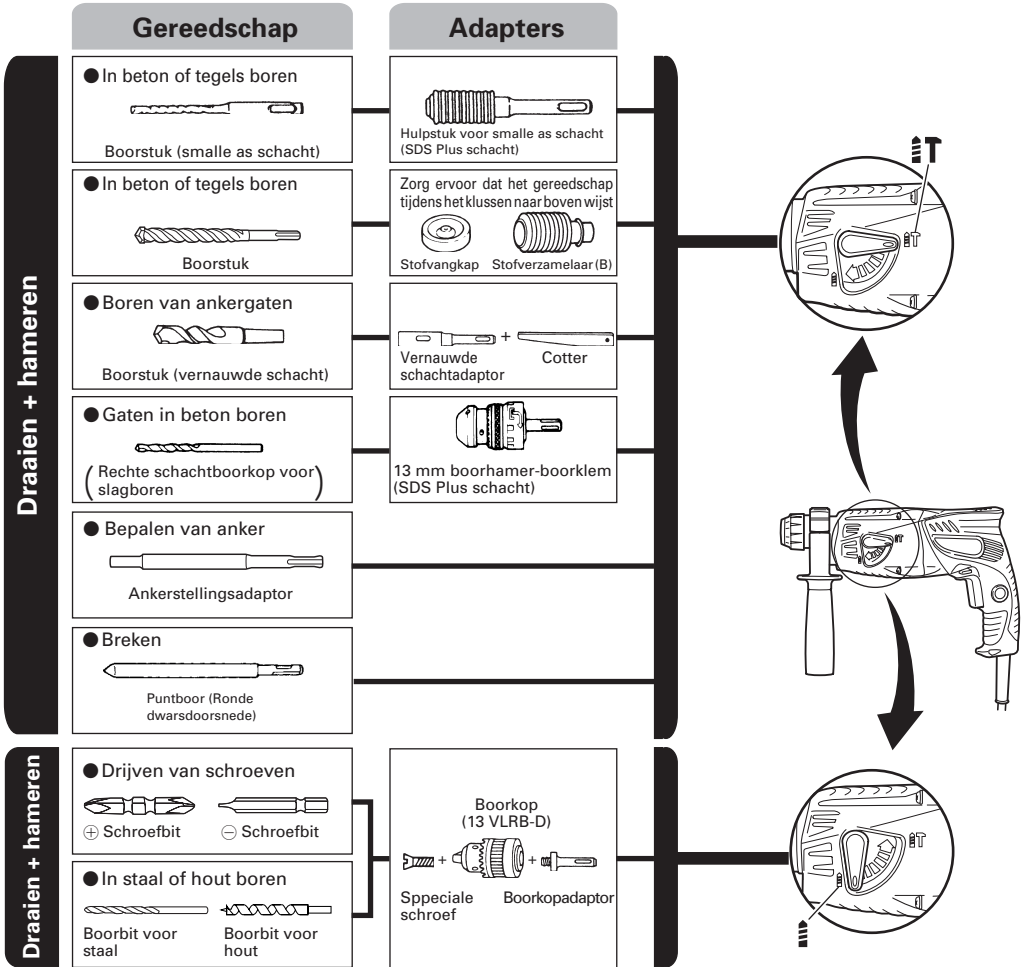 Gereedschap
Adapters
Draaien + hameren
● In beton of tegels boren
Boorstuk (smalle as schacht)
Hulpstuk voor smalle as schacht
(SDS Plus schacht)
● In beton of tegels boren
Boorstuk
Zorg ervoor dat het gereedschap
tijdens het klussen naar boven wijst
Stofvangkap
Stofverzamelaar (B)
● Boren van ankergaten
Boorstuk (vernauwde schacht)
+
Vernauwde
schachtadaptor
Cotter
● Gaten in beton boren
(Rechte schachtboorkop voor
slagboren)
13 mm boorhamer-boorklem
(SDS Plus schacht)
● Bepalen van anker
Ankerstellingsadaptor
● Breken
Puntboor (Ronde
dwarsdoorsnede)
Draaien + hameren
● Drijven van schroeven
⊕ Schroefbit
⊖ Schroefbit
● In staal of hout boren
Boorbit voor
staal
Boorbit voor
hout
Boorkop
(13 VLRB-D)
+ +
Sppeciale
schroef
Boorkopadaptor